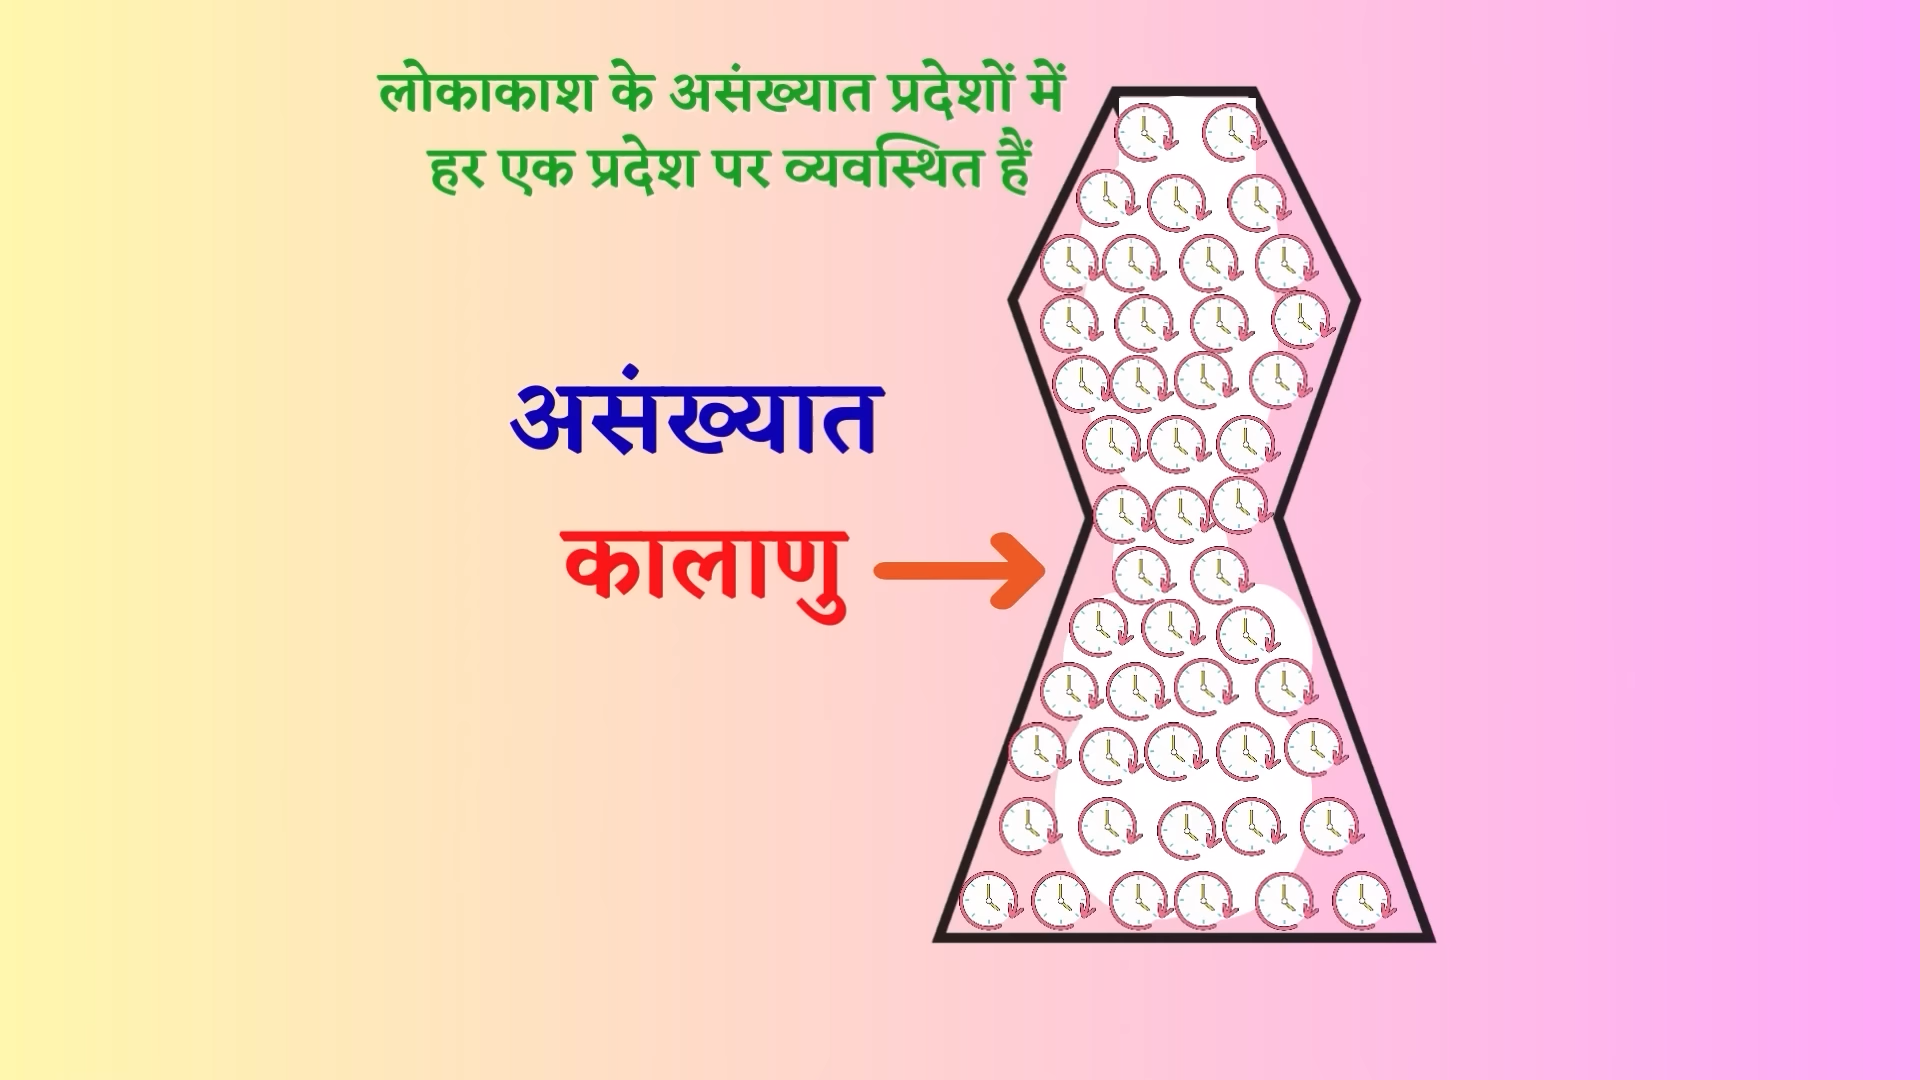 लोकाकाश के असंख्यात प्रदेशों में
हर एक प्रदेश पर व्यवस्थित हैं
असंख्यात
कालाणु